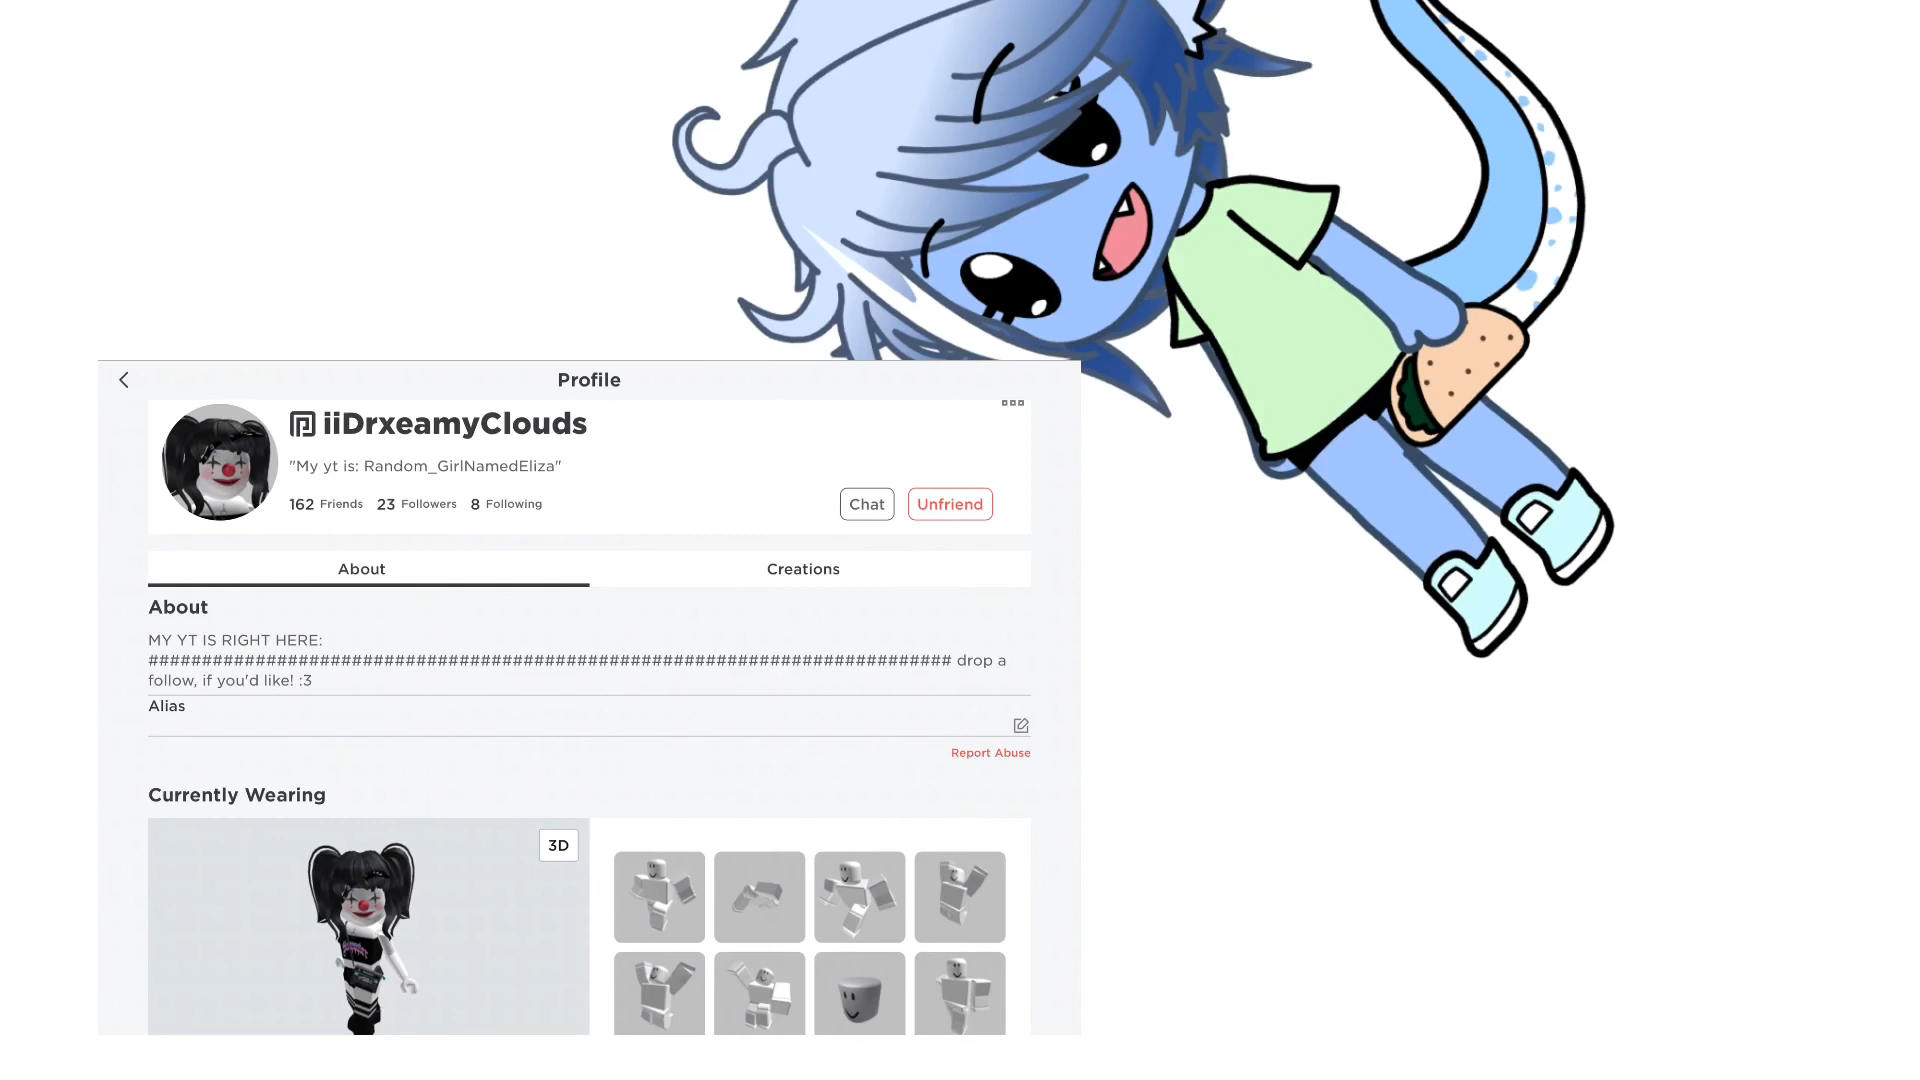 Profile
iiDrxeamyClouds
"My yt is: Random_GirlNamedEliza"
162 Friends 23 Followers 8 Following
Chat Unfriend
About Creations
About
MY YT IS RIGHT HERE:
########################################################################### drop a
follow, if you'd like! :3
Alias
Report Abuse
Currently Wearing
3D